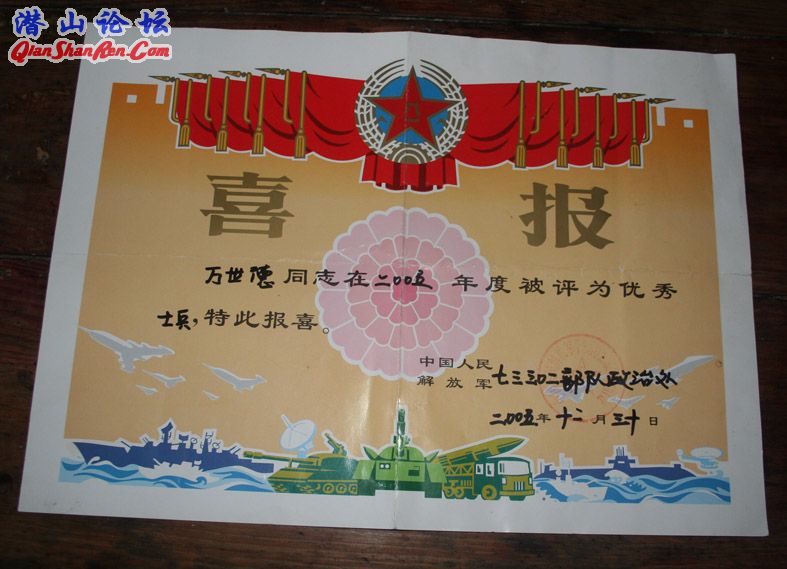 潜山论坛
QianShanRen.Com
喜报
万世德同志在二00五年度被评为优秀
士兵，特此报喜。
中国人民
解放军七三三0二部队政治处
二00五年十二月三十日